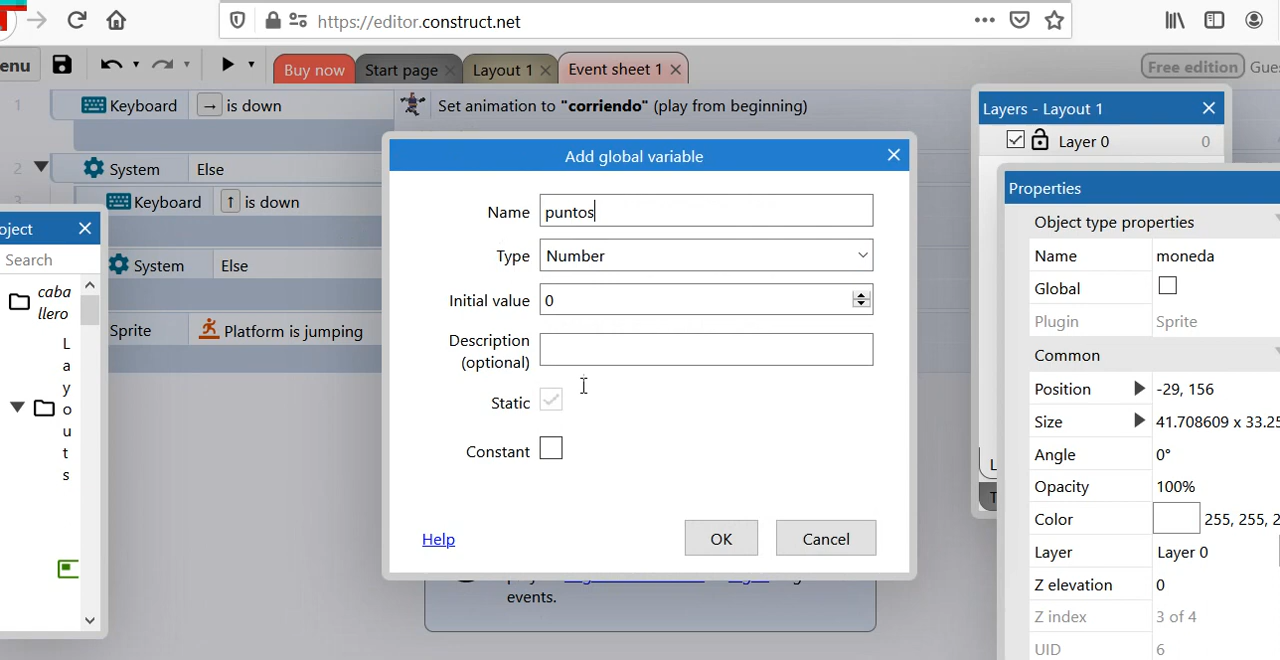 https://editor.construct.net
enu
Buy now
Start page
Layout 1
Event sheet 1
Free edition
Gue
1
Keyboard
→ is down
Set animation to "corriendo" (play from beginning)
2
System
Else
3
Keyboard
↑ is down
System
Else
Sprite
Platform is jumping
oject
Search
caba
llero
L
a
y
o
u
t
s
Add global variable
Name
puntos
Type
Number
Initial value
0
Description
(optional)
Static
Constant
Help
OK
Cancel
events.
Layers - Layout 1
Layer 0
0
Properties
Object type properties
Name
moneda
Global
Plugin
Sprite
Common
Position
-29, 156
Size
41.708609 x 33.25
Angle
0°
Opacity
100%
Color
255, 255, 2
Layer
Layer 0
Z elevation
0
Z index
3 of 4
UID
6